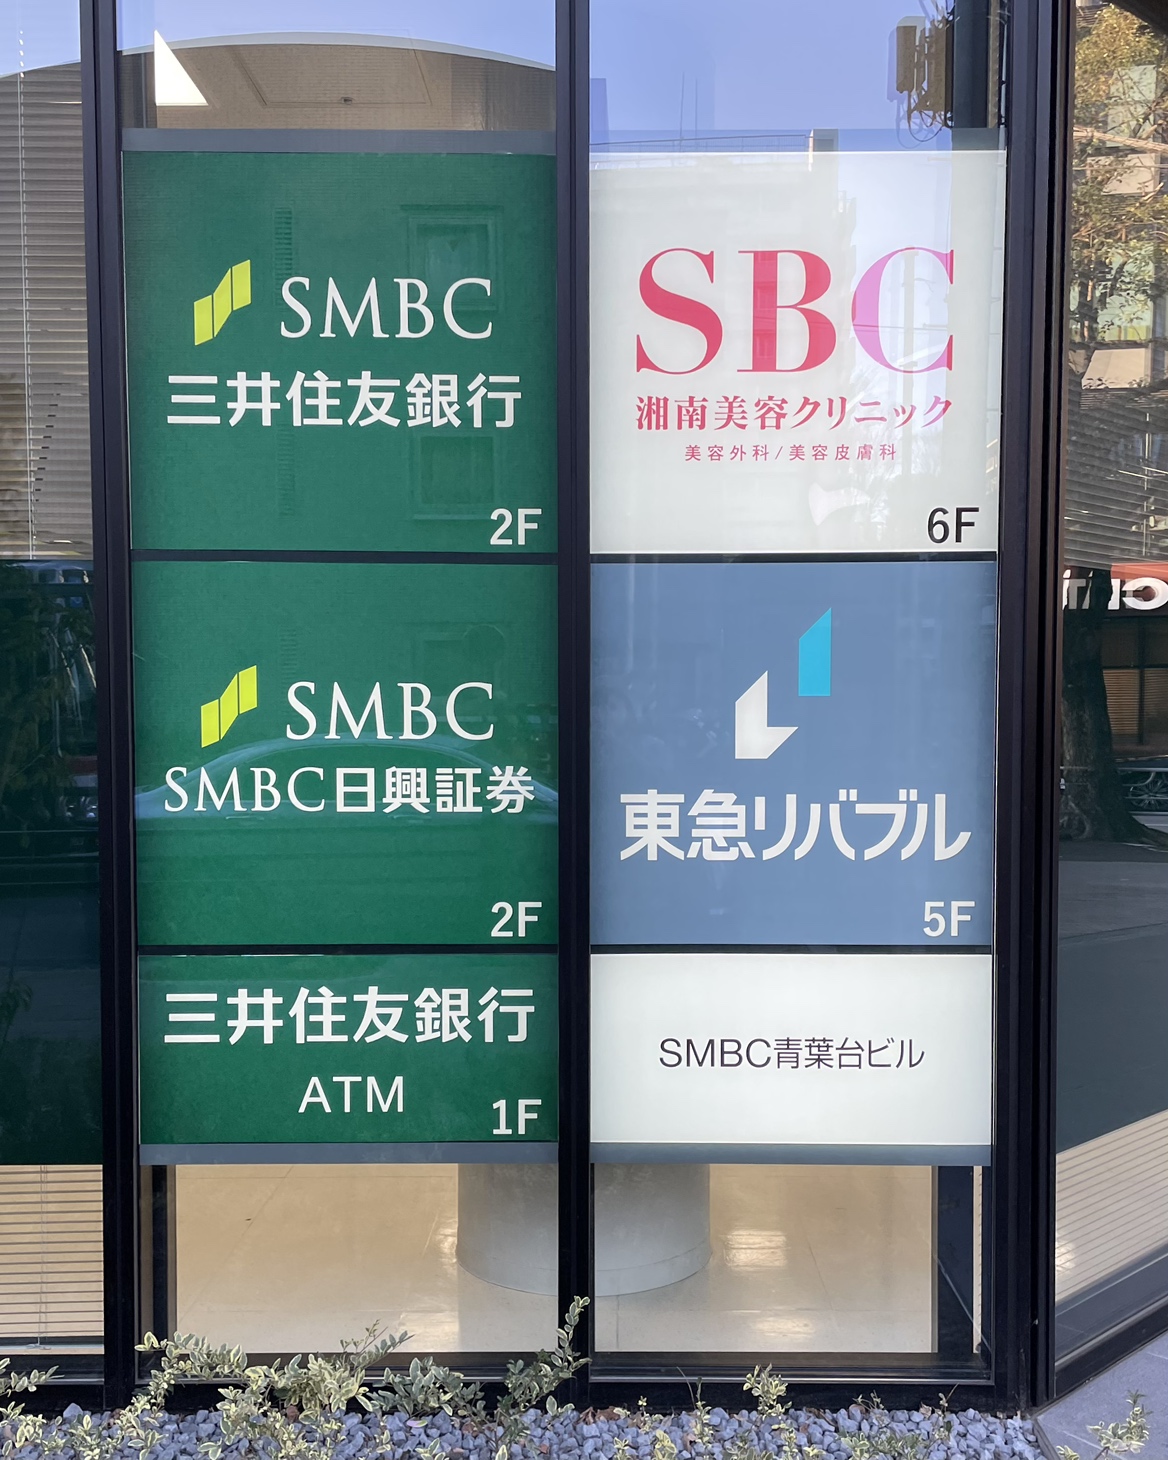 SMBC
三井住友銀行
2F
SMBC
SMBC日興証券
2F
三井住友銀行
ATM
1F
SBC
湘南美容クリニック
美容外科/美容皮膚科
6F
東急リバブル
5F
SMBC青葉台ビル